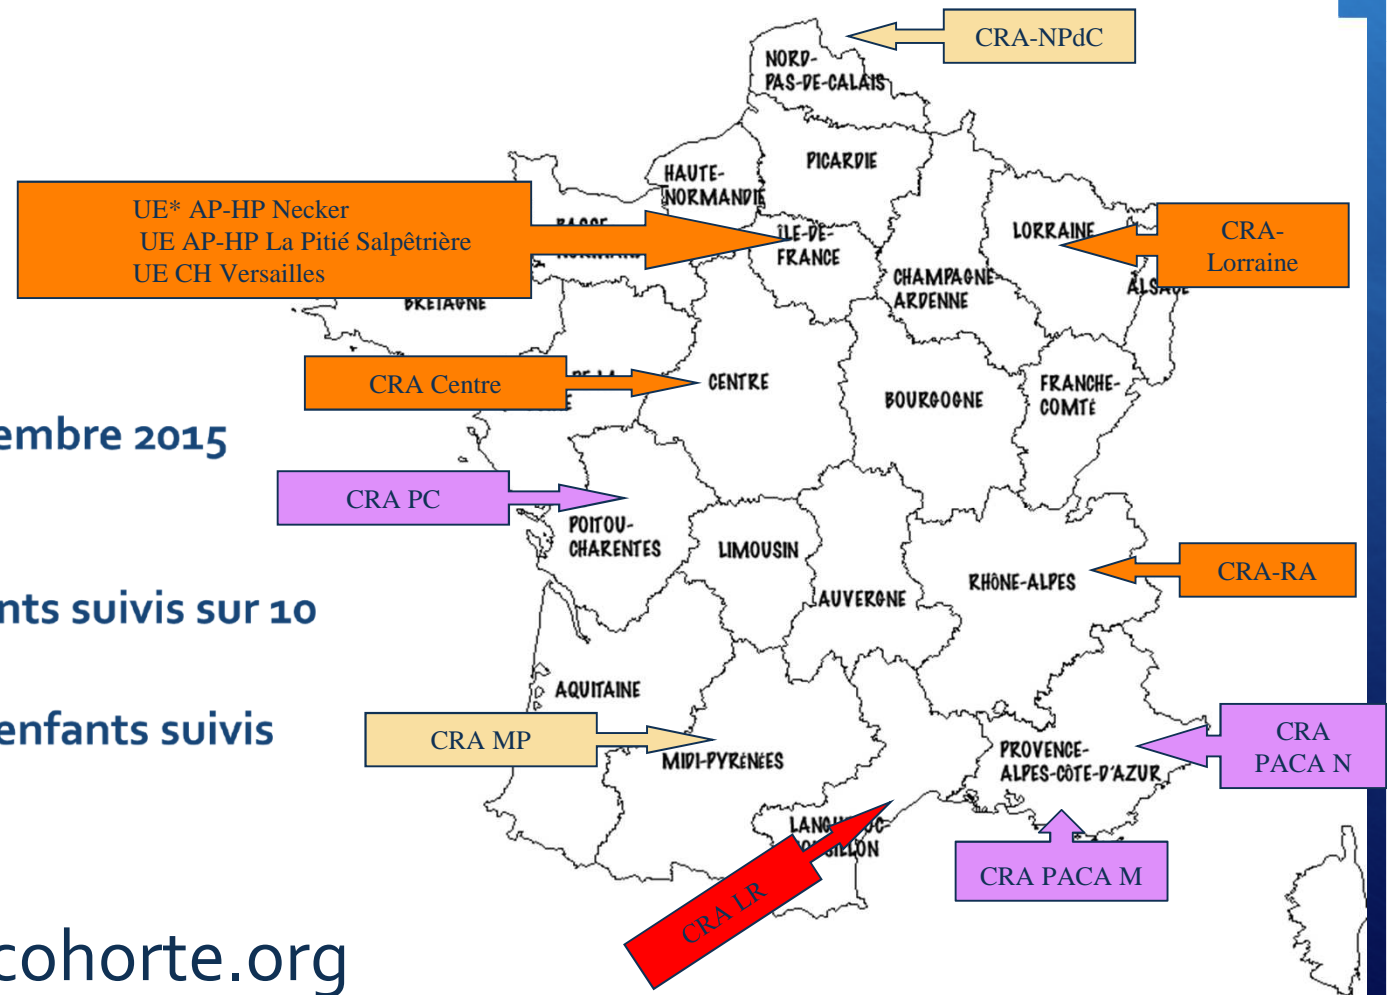 CRA-NPdC
NORD-
PAS-DE-CALAIS
PICARDIE
HAUTE-
NORMANDIE
UE* AP-HP Necker
UE AP-HP La Pitié Salpêtrière
UE CH Versailles
ÎLE-DE-
FRANCE
LORRAINE
CRA-
Lorraine
CHAMPAGNE
ARDENNE
BRETAGNE
CRA Centre
CENTRE
BOURGOGNE
FRANCHE-
COMTÉ
embre 2015
CRA PC
POITOU-
CHARENTES
LIMOUSIN
AUVERGNE
RHÔNE-ALPES
CRA-RA
nts suivis sur 10
AQUITAINE
enfants suivis
CRA MP
MIDI-PYRÉNÉES
PROVENCE-
ALPES-CÔTE-D'AZUR
CRA
PACA N
CRA PACA M
CRA LR
cohorte.org